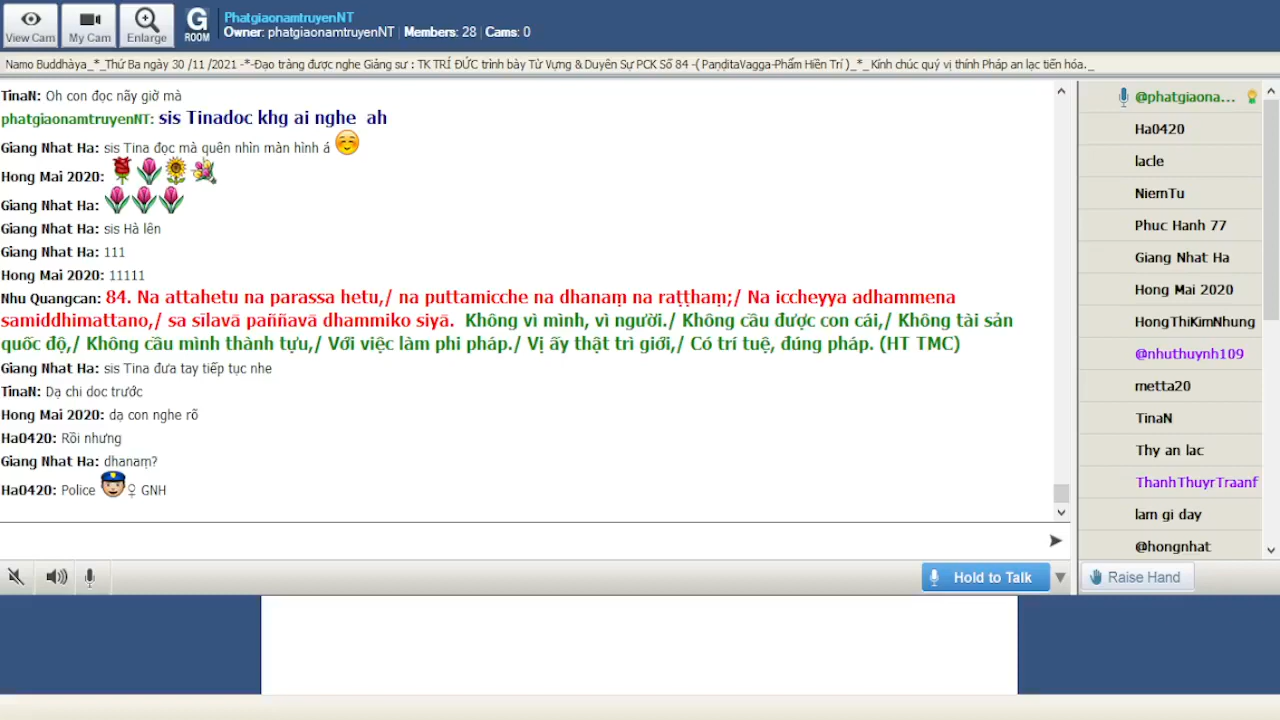 View Cam
My Cam
Enlarge
G
ROOM
PhatgiaonamtruyenNT
Owner: phatgiaonamtruyenNT | Members: 28 | Cams: 0
Namo Buddhàya_*_Thứ Ba ngày 30 /11 /2021 -*-Đạo tràng được nghe Giảng sư : TK TRÍ ĐỨC trình bày Từ Vựng & Duyên Sự PCK Số 84 -( PaṇḍitaVagga-Phẩm Hiền Trí )_*_ Kính chúc quý vị thính Pháp an lạc tiến hóa._
TinaN: Oh con đọc nãy giờ mà
phatgiaonamtruyenNT: sis Tinadoc khg ai nghe ah
Giang Nhat Ha: sis Tina đọc mà quên nhìn màn hình á
Hong Mai 2020:
Giang Nhat Ha:
Giang Nhat Ha: sis Hà lên
Giang Nhat Ha: 111
Hong Mai 2020: 11111
Nhu Quangcan: 84. Na attahetu na parassa hetu,/ na puttamicche na dhanaṃ na raṭṭhaṃ;/ Na iccheyya adhammena
samiddhimattano,/ sa sīlavā paññavā dhammiko siyā. Không vì mình, vì người./ Không cầu được con cái,/ Không tài sản
quốc độ,/ Không cầu mình thành tựu,/ Với việc làm phi pháp./ Vị ấy thật trì giới,/ Có trí tuệ, đúng pháp. (HT TMC)
Giang Nhat Ha: sis Tina đưa tay tiếp tục nhe
TinaN: Dạ chi doc trước
Hong Mai 2020: dạ con nghe rõ
Ha0420: Rồi nhưng
Giang Nhat Ha: dhanaṃ?
Ha0420: Police ♀ GNH
Hold to Talk
@phatgiaona...
Ha0420
lacle
NiemTu
Phuc Hanh 77
Giang Nhat Ha
Hong Mai 2020
HongThiKimNhung
@nhuthuynh109
metta20
TinaN
Thy an lac
ThanhThuyrTraanf
lam gi day
@hongnhat
Raise Hand